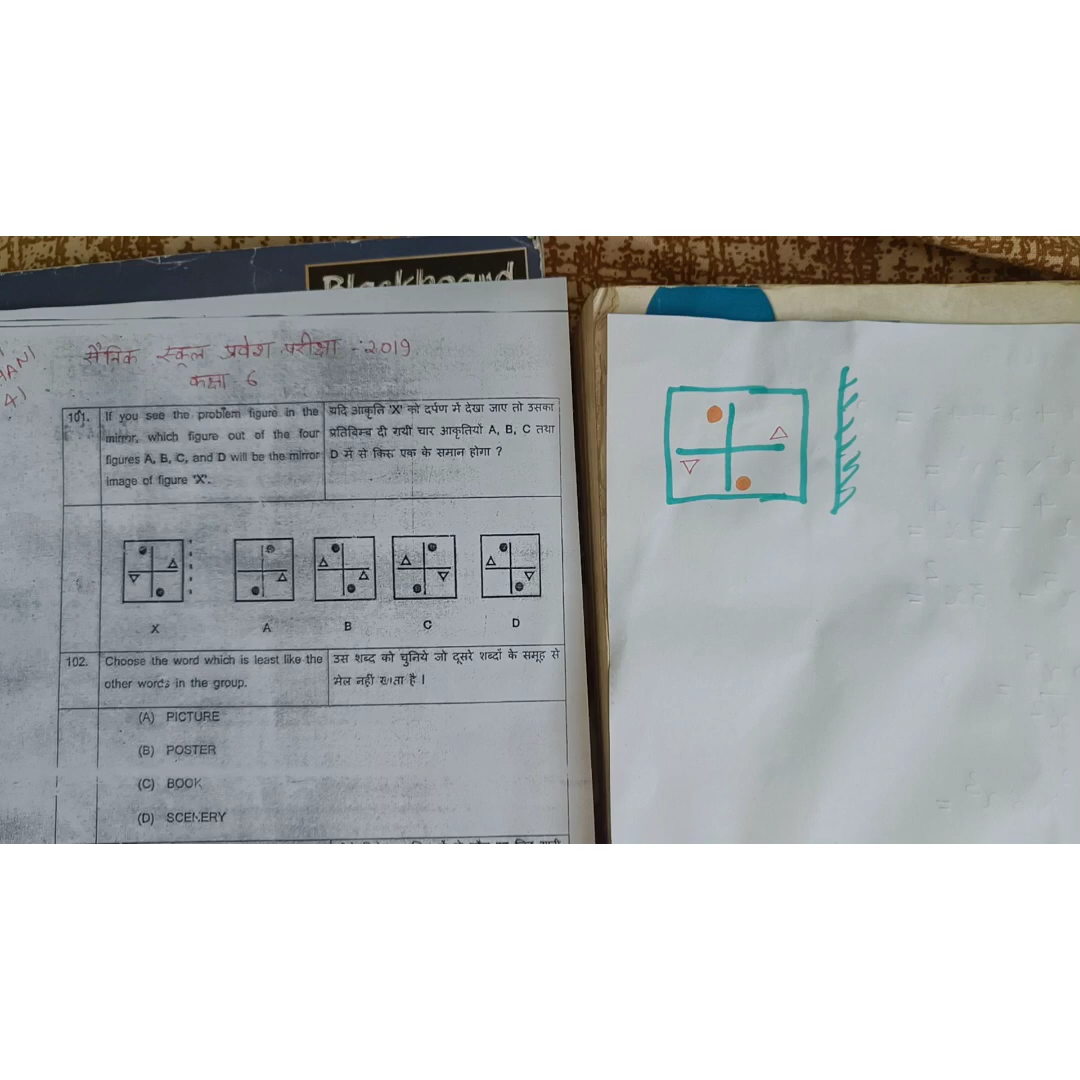 Blackboard
सैनिक स्कूल प्रवेश परीक्षा - 2019
कक्षा 6
4)
101. If you see the problem figure in the
mirror, which figure out of the four
figures A, B, C, and D will be the mirror
image of figure 'X'.
यदि आकृति 'X' को दर्पण में देखा जाए तो उसका
प्रतिबिम्ब दी गयी चार आकृतियों A, B, C तथा
D में से किस एक के समान होगा ?
X A B C D
102. Choose the word which is least like the
other words in the group.
उस शब्द को चुनिये जो दूसरे शब्दों के समूह से
मेल नही खाता है।
(A) PICTURE
(B) POSTER
(C) BOOK
(D) SCENERY